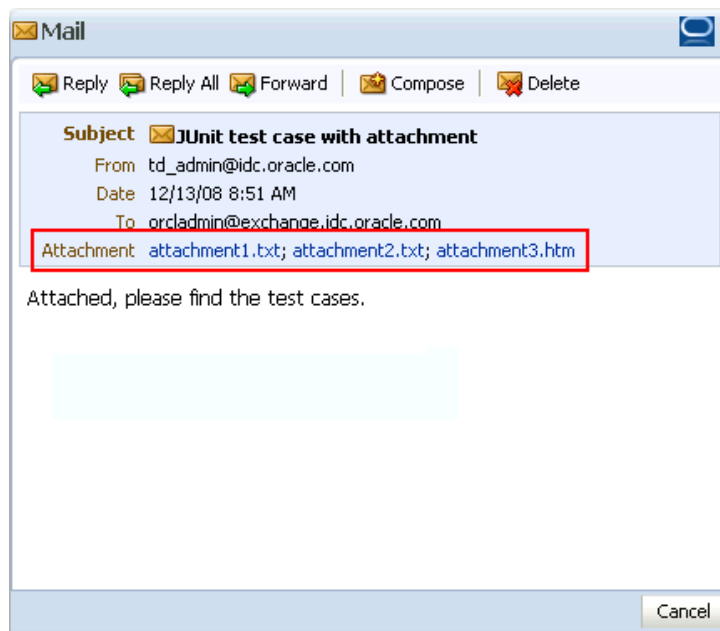 Mail
Reply Reply All Forward Compose Delete
Subject JUnit test case with attachment
From td_admin@idc.oracle.com
Date 12/13/08 8:51 AM
To orcladmin@exchange.idc.oracle.com
Attachment attachment1.txt; attachment2.txt; attachment3.htm
Attached, please find the test cases.
Cancel